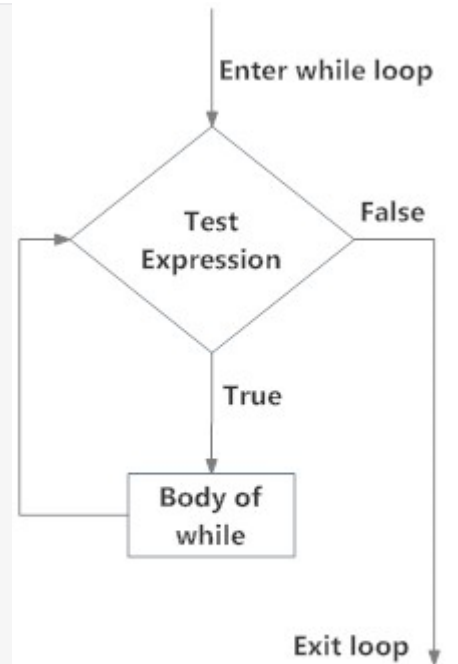 Enter while loop
Test
Expression
False
True
Body of
while
Exit loop